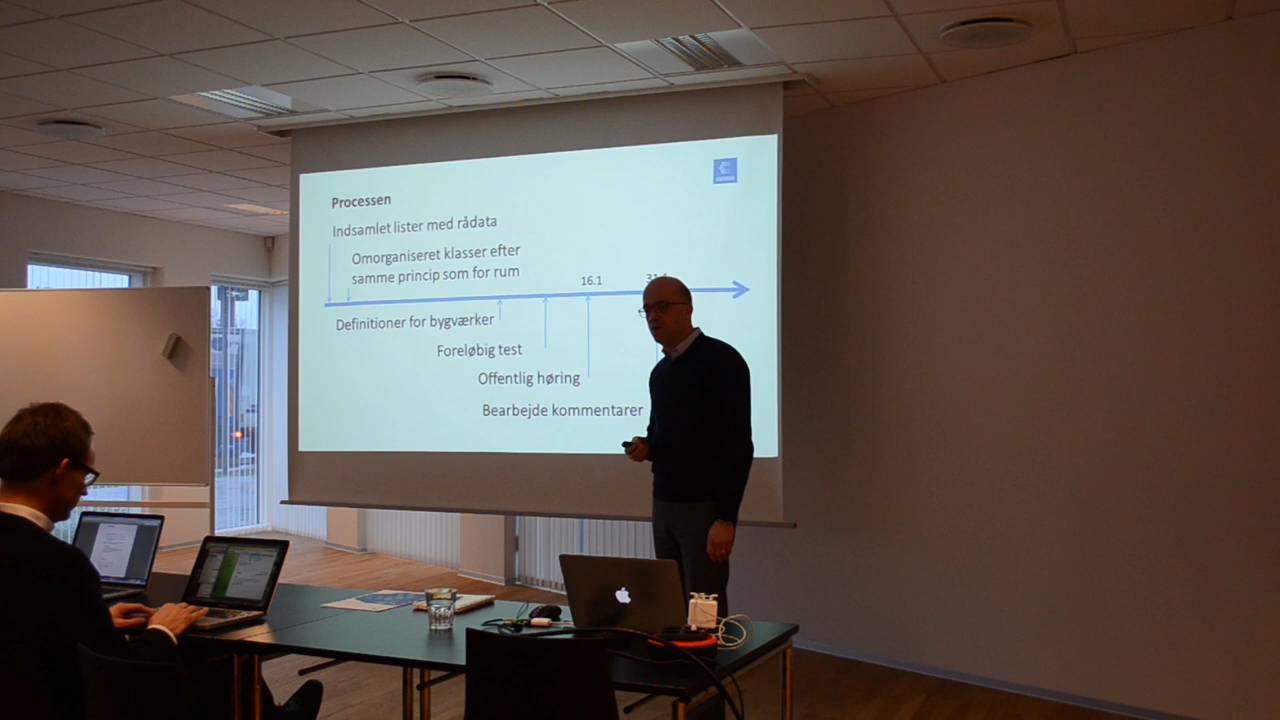 Processen
Indsamlet lister med rådata
Omorganiseret klasser efter
samme princip som for rum
16.1
Definitioner for bygværker
Foreløbig test
Offentlig høring
Bearbejde kommentarer